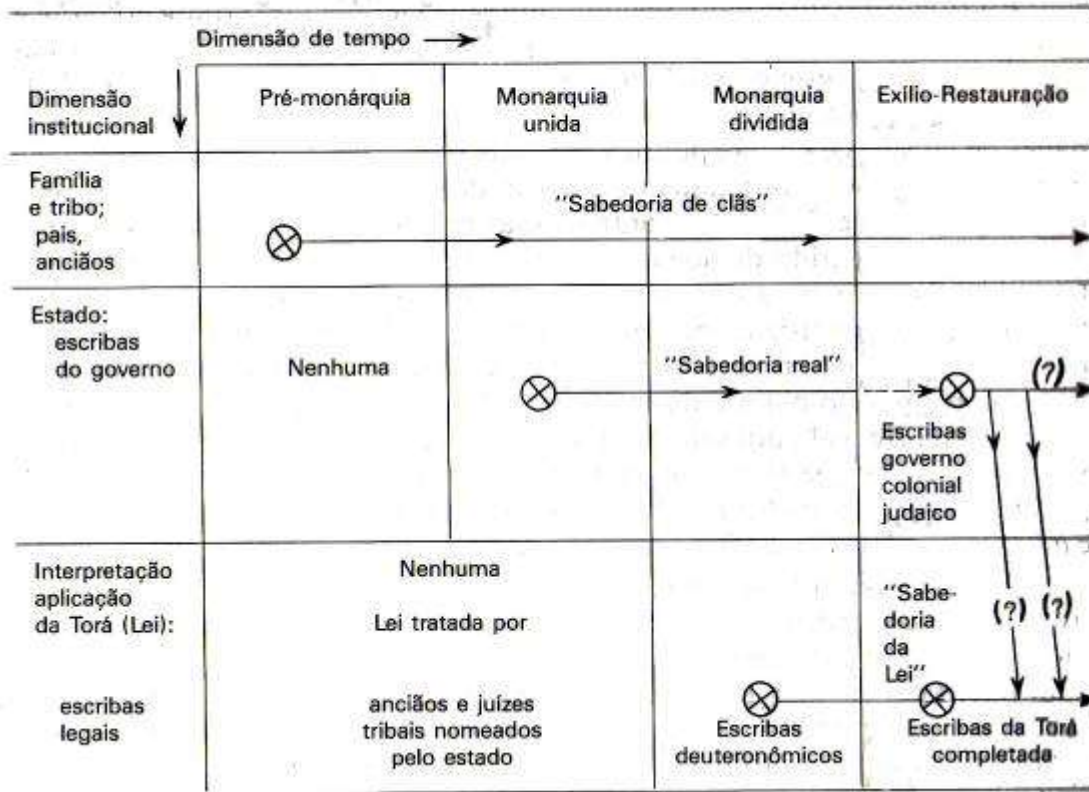 Dimensão de tempo
Dimensão
institucional
Pré-monárquia
Monarquia
unida
Monarquia
dividida
Exílio-Restauração
Família
e tribo;
pais,
anciãos
"Sabedoria de clãs"
Estado:
escribas
do governo
Nenhuma
"Sabedoria real"
(?)
Escribas
governo
colonial
judaico
Interpretação
aplicação
da Torá (Lei):
escribas
legais
Nenhuma
Lei tratada por
anciãos e juízes
tribais nomeados
pelo estado
Escribas
deuteronômicos
"Sabe-
doria
da
Lei"
(?) (?)
Escribas da Torá
completada